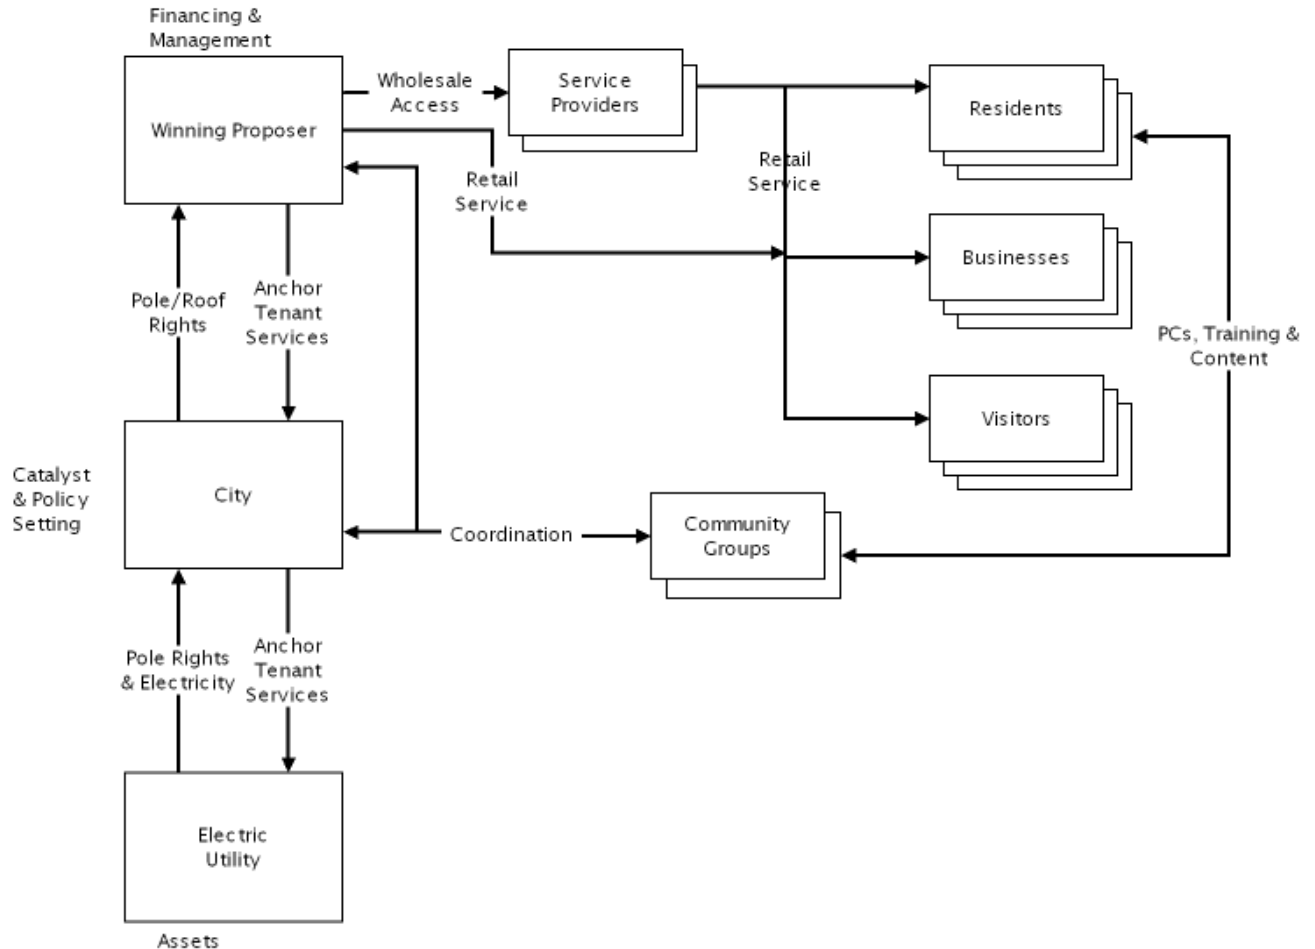 Financing &
Management
Winning Proposer
Wholesale
Access
Service
Providers
Residents
Retail
Service
Retail
Service
Businesses
Pole/Roof
Rights
Anchor
Tenant
Services
PCs, Training &
Content
Visitors
Catalyst
& Policy
Setting
City
Coordination
Community
Groups
Pole Rights
& Electricity
Anchor
Tenant
Services
Electric
Utility
Assets